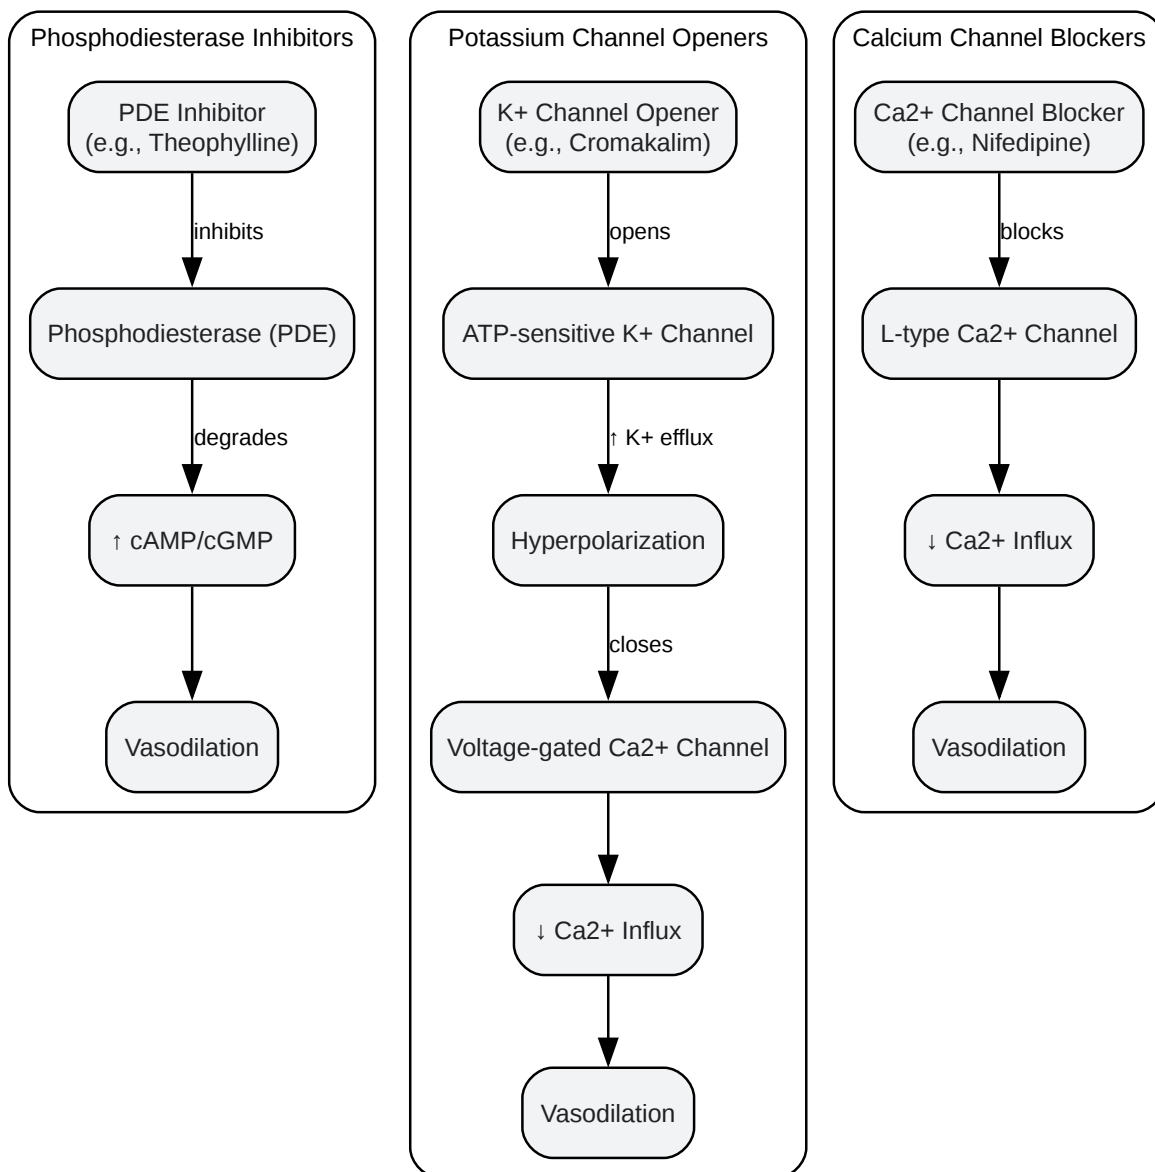 Phosphodiesterase Inhibitors
PDE Inhibitor
(e.g., Theophylline)
inhibits
Phosphodiesterase (PDE)
degrades
↑ cAMP/cGMP
Vasodilation
Potassium Channel Openers
K+ Channel Opener
(e.g., Cromakalim)
opens
ATP-sensitive K+ Channel
↑ K+ efflux
Hyperpolarization
closes
Voltage-gated Ca2+ Channel
↓ Ca2+ Influx
Vasodilation
Calcium Channel Blockers
Ca2+ Channel Blocker
(e.g., Nifedipine)
blocks
L-type Ca2+ Channel
↓ Ca2+ Influx
Vasodilation